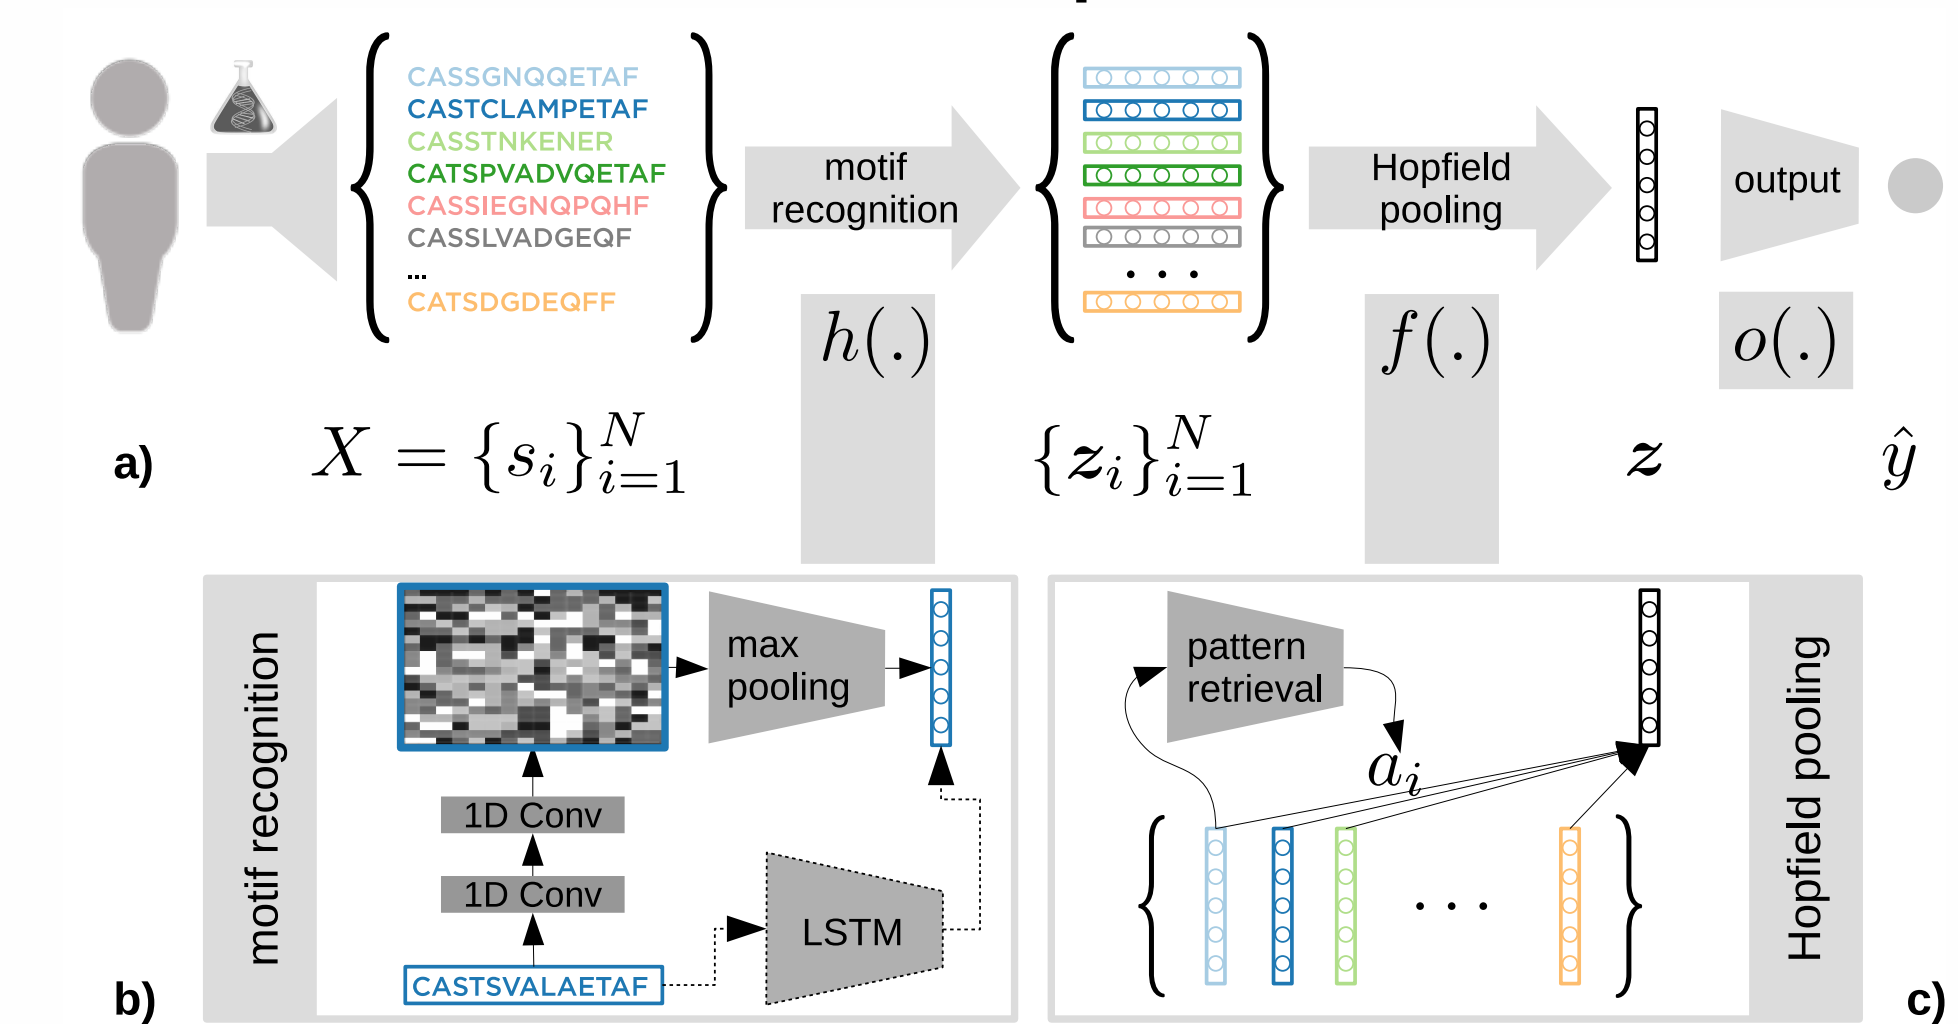 CASSGNQQETAF
CASTCLAMPETAF
CASSTNKENER
CATSPVADVQETAF
CASSIEGNQPQHF
CASSLVADGEQF
...
CATSDGDEQFF
motif
recognition
. . .
Hopfield
pooling
output
h(.)
f(.)
o(.)
a)
X = {s_i}_{i=1}^N
{z_i}_{i=1}^N
z
ŷ
motif recognition
max
pooling
1D Conv
1D Conv
LSTM
CASTSVALAETAF
b)
pattern
retrieval
a_i
. . .
Hopfield pooling
c)